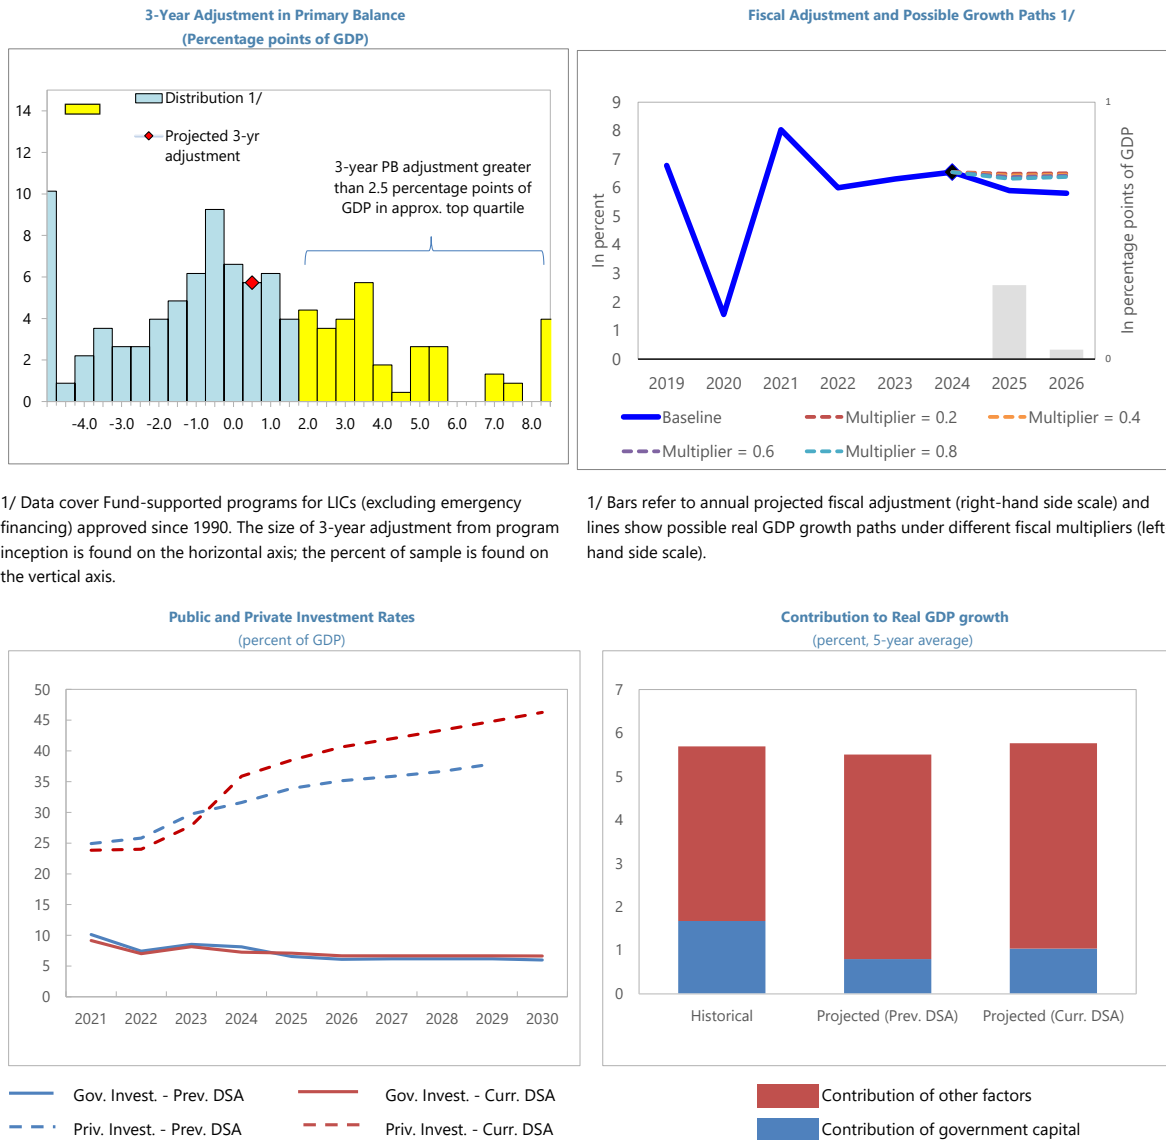 3-Year Adjustment in Primary Balance
(Percentage points of GDP)
14
10
8
6
4
2
0
Distribution 1/
Projected 3-yr
adjustment
3-year PB adjustment greater
than 2.5 percentage points of
GDP in approx. top quartile
-4.0 -3.0 -2.0 -1.0 0.0 1.0 2.0 3.0 4.0 5.0 6.0 7.0 8.0
Fiscal Adjustment and Possible Growth Paths 1/
9
8
7
6
5
4
3
2
1
0
In percent
1
0
In percentage points of GDP
2019 2020 2021 2022 2023 2024 2025 2026
Baseline Multiplier = 0.2 Multiplier = 0.4
Multiplier = 0.6 Multiplier = 0.8
1/ Data cover Fund-supported programs for LICs (excluding emergency
financing) approved since 1990. The size of 3-year adjustment from program
inception is found on the horizontal axis; the percent of sample is found on
the vertical axis.
1/ Bars refer to annual projected fiscal adjustment (right-hand side scale) and
lines show possible real GDP growth paths under different fiscal multipliers (left
hand side scale).
Public and Private Investment Rates
(percent of GDP)
50
45
40
35
30
25
20
15
10
5
0
2021 2022 2023 2024 2025 2026 2027 2028 2029 2030
Gov. Invest. - Prev. DSA Gov. Invest. - Curr. DSA
Priv. Invest. - Prev. DSA Priv. Invest. - Curr. DSA
Contribution to Real GDP growth
(percent, 5-year average)
7
6
5
4
3
2
1
0
Historical Projected (Prev. DSA) Projected (Curr. DSA)
Contribution of other factors
Contribution of government capital